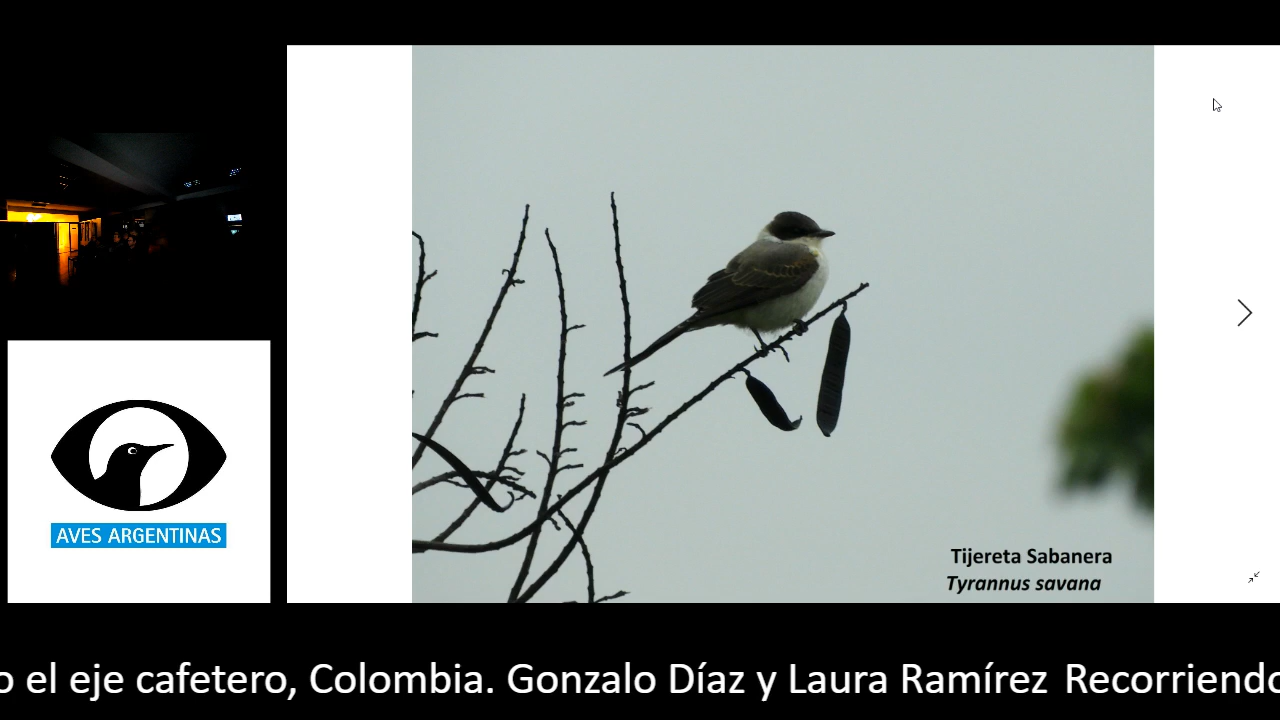 Tijereta Sabanera
Tyrannus savana
AVES ARGENTINAS
o el eje cafetero, Colombia. Gonzalo Díaz y Laura Ramírez Recorriendo